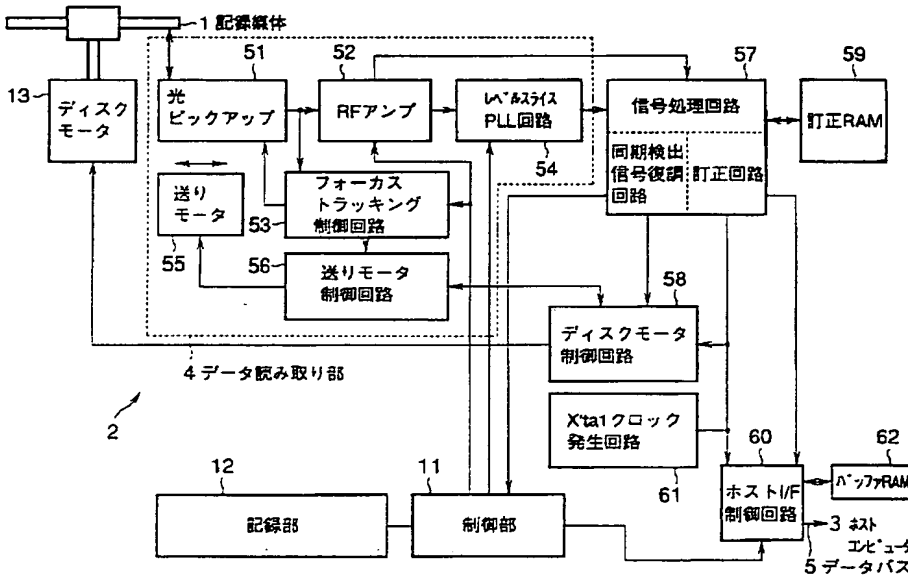 1 記録媒体
51
52
57
59
13
ディスク
モータ
光
ピックアップ
RFアンプ
レベルスライス
PLL回路
信号処理回路
訂正RAM
54
同期検出
信号復調
回路
訂正回路
送り
モータ
フォーカス
トラッキング
制御回路
53
55
56
送りモータ
制御回路
58
ディスクモータ
制御回路
4 データ読み取り部
2
X'ta1クロック
発生回路
61
60
62
12
11
記録部
制御部
ホストI/F
制御回路
バッファRAM
3 ホスト
コンピュータ
5 データバス